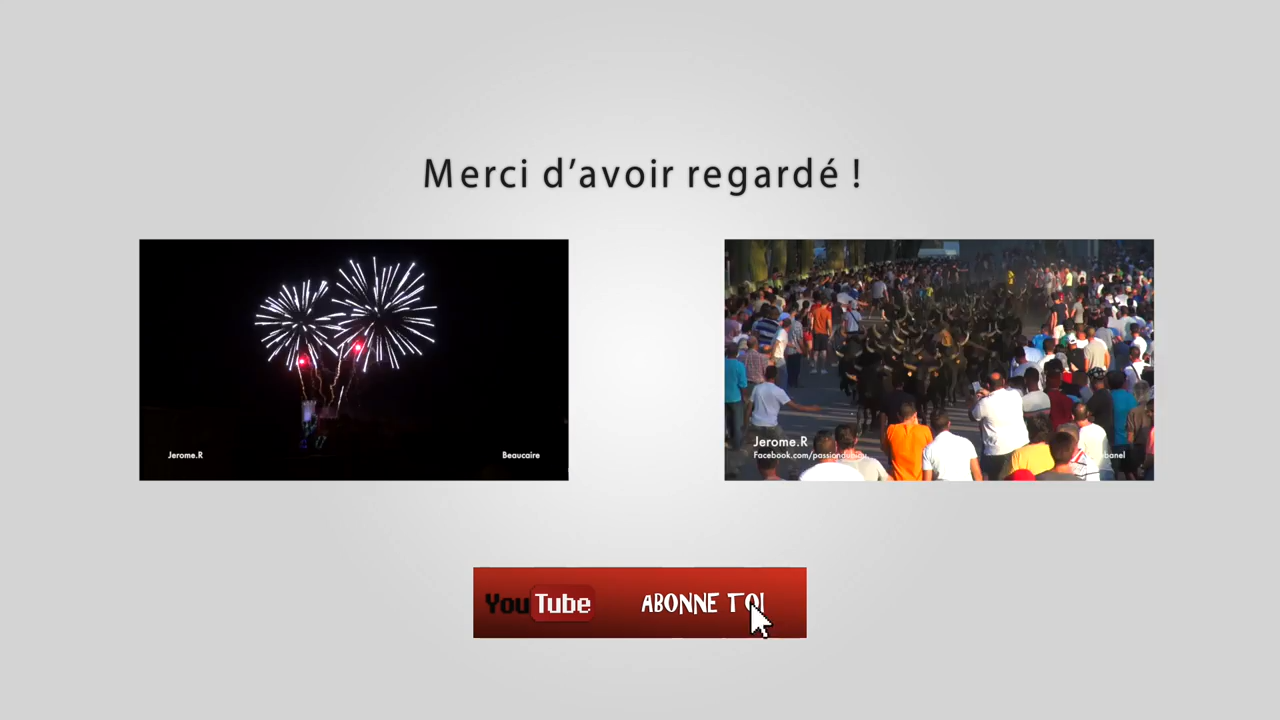 Merci d’avoir regardé !
Jerome.R
Beaucaire
Jerome.R
YouTube
ABONNE TOI